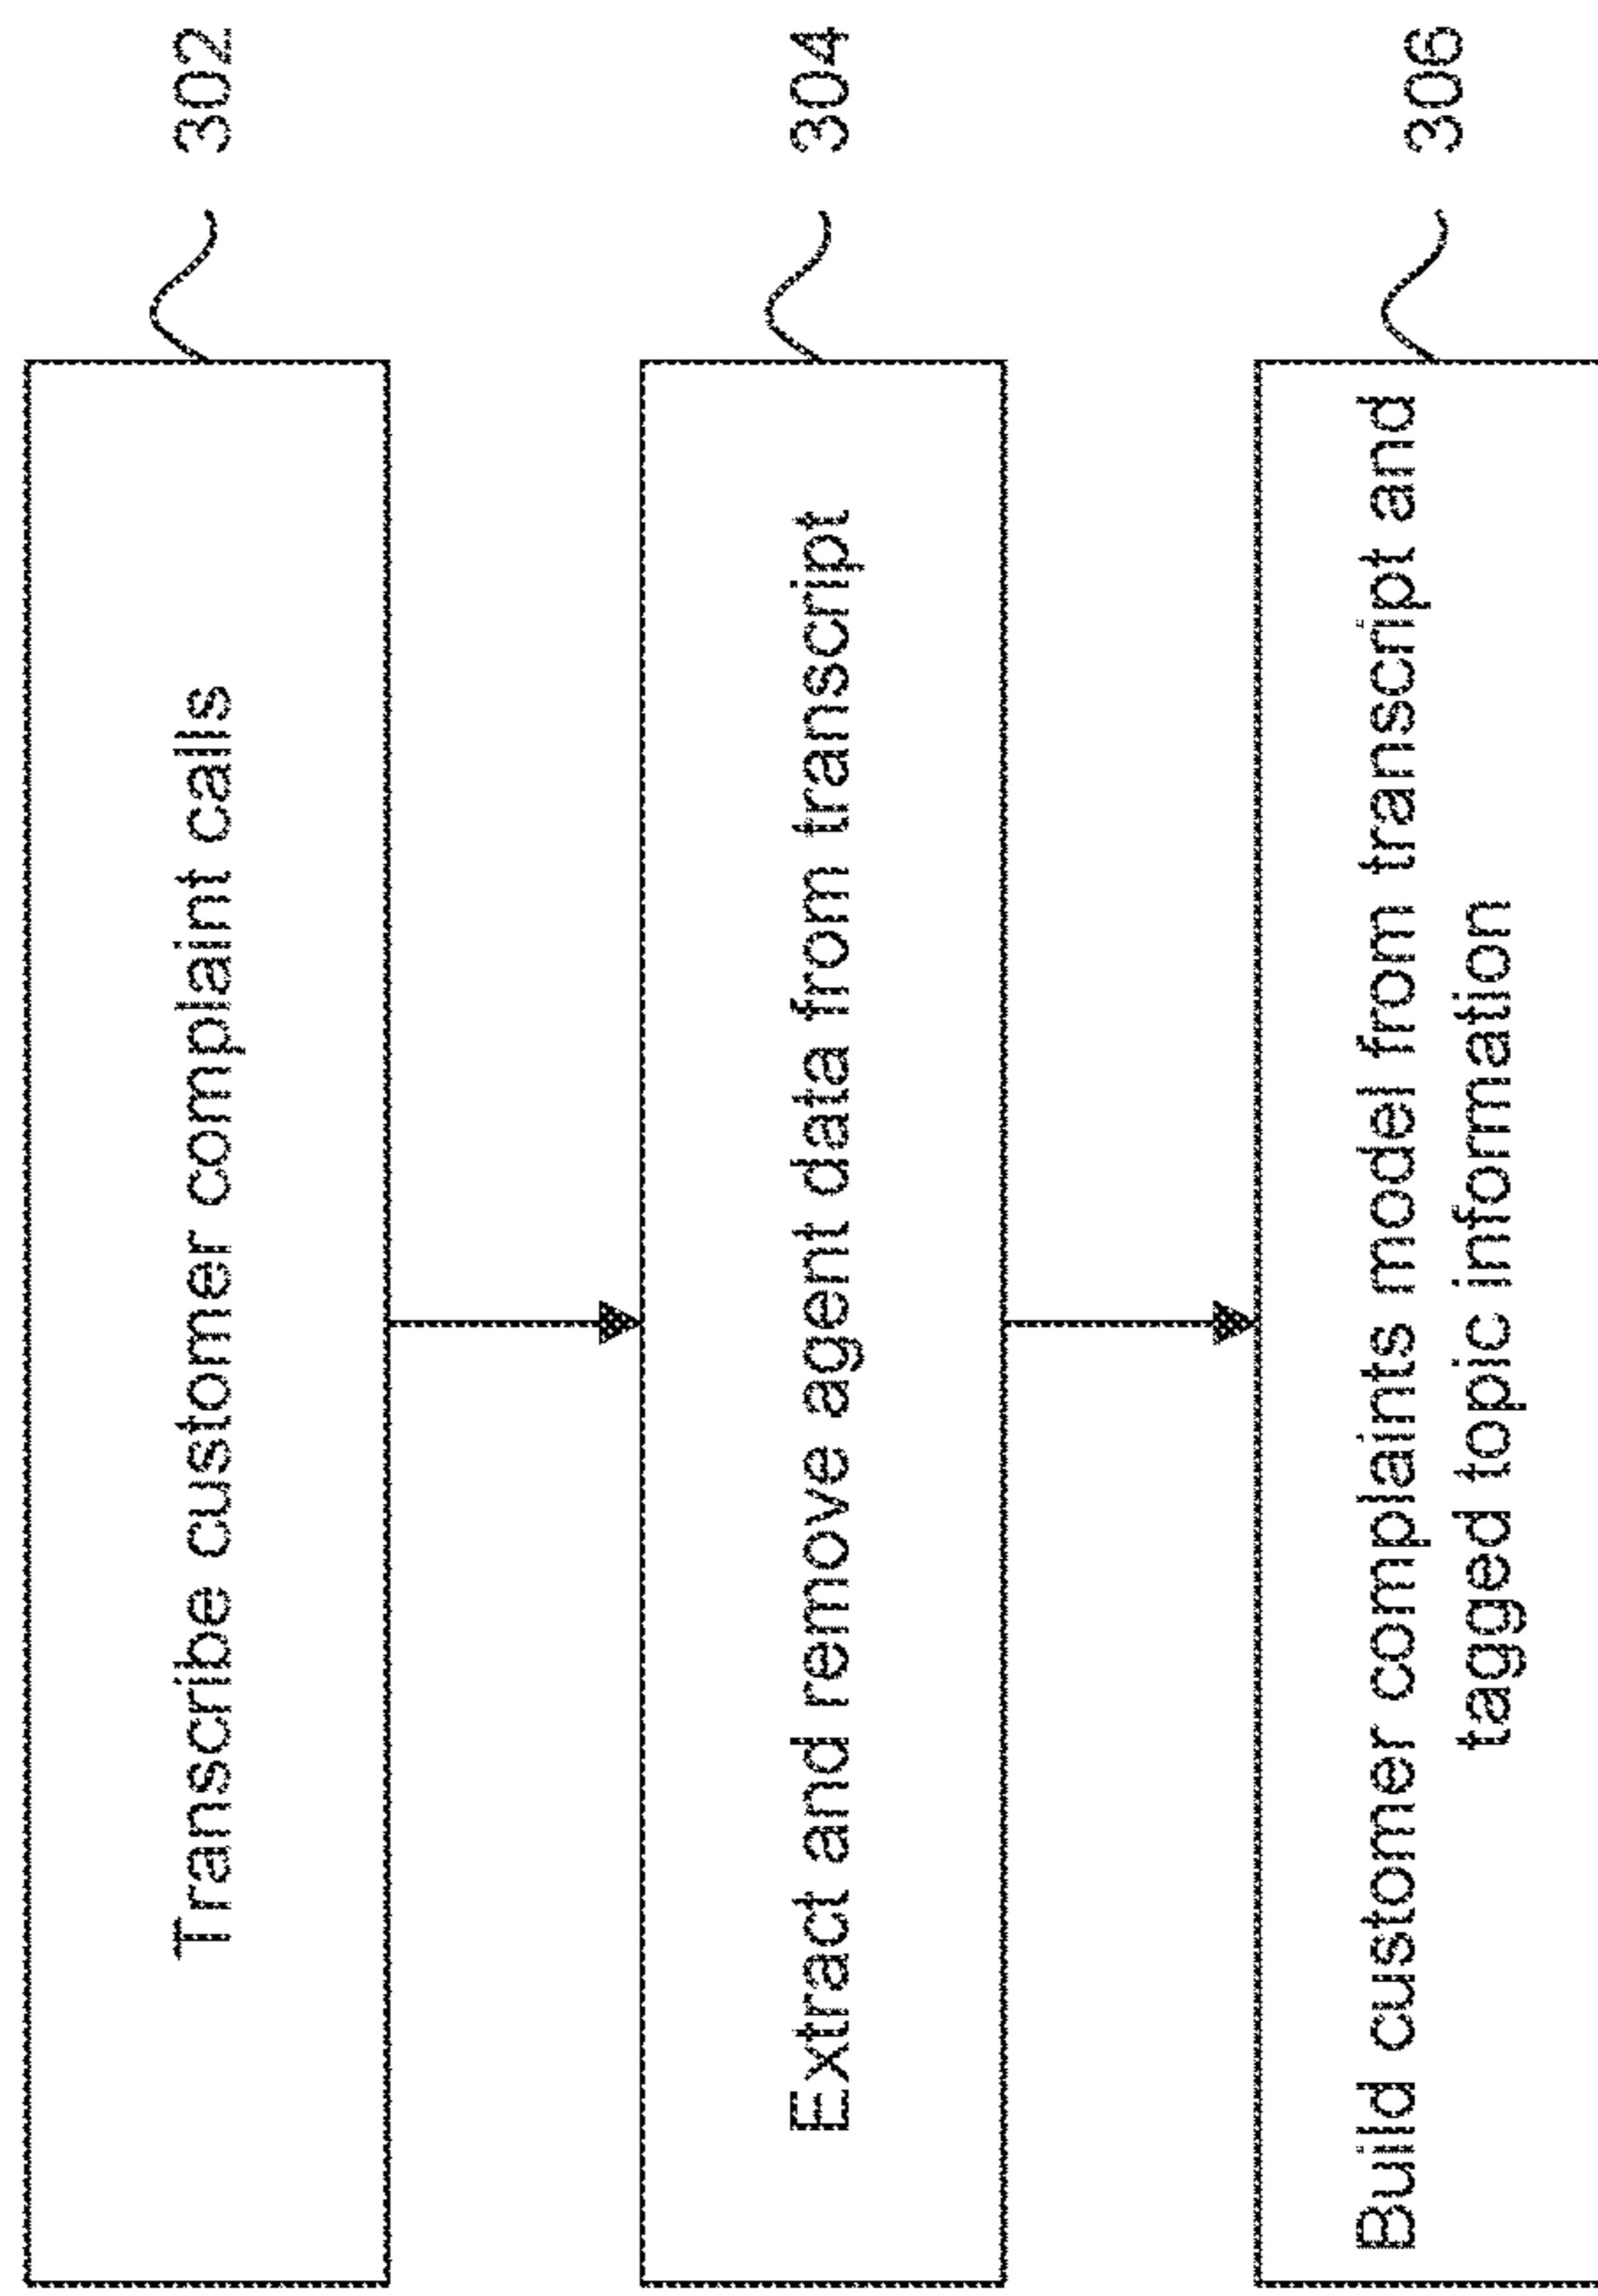 Transcribe customer complaint calls
302
Extract and remove agent data from transcript
304
Build customer complaints model from transcript and
tagged topic information
306